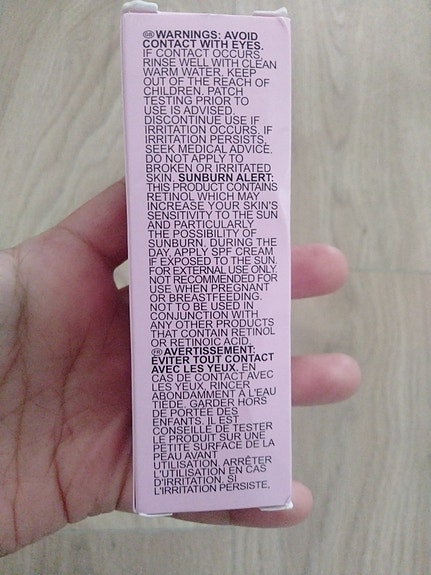 GB WARNINGS: AVOID
CONTACT WITH EYES.
IF CONTACT OCCURS,
RINSE WELL WITH CLEAN
WARM WATER. KEEP
OUT OF THE REACH OF
CHILDREN. PATCH
TESTING PRIOR TO
USE IS ADVISED.
DISCONTINUE USE IF
IRRITATION OCCURS. IF
IRRITATION PERSISTS,
SEEK MEDICAL ADVICE.
DO NOT APPLY TO
BROKEN OR IRRITATED
SKIN. SUNBURN ALERT:
THIS PRODUCT CONTAINS
RETINOL WHICH MAY
INCREASE YOUR SKIN'S
SENSITIVITY TO THE SUN
AND PARTICULARLY
THE POSSIBILITY OF
SUNBURN. DURING THE
DAY, APPLY SPF CREAM
IF EXPOSED TO THE SUN.
FOR EXTERNAL USE ONLY.
NOT RECOMMENDED FOR
USE WHEN PREGNANT
OR BREASTFEEDING.
NOT TO BE USED IN
CONJUNCTION WITH
ANY OTHER PRODUCTS
THAT CONTAIN RETINOL
OR RETINOIC ACID.
FR AVERTISSEMENT:
ÉVITER TOUT CONTACT
AVEC LES YEUX. EN
CAS DE CONTACT AVEC
LES YEUX, RINCER
ABONDAMMENT À L'EAU
TIÈDE. GARDER HORS
DE PORTÉE DES
ENFANTS. IL EST
CONSEILLÉ DE TESTER
LE PRODUIT SUR UNE
PETITE SURFACE DE LA
PEAU AVANT
UTILISATION. ARRÊTER
L'UTILISATION EN CAS
D'IRRITATION. SI
L'IRRITATION PERSISTE,